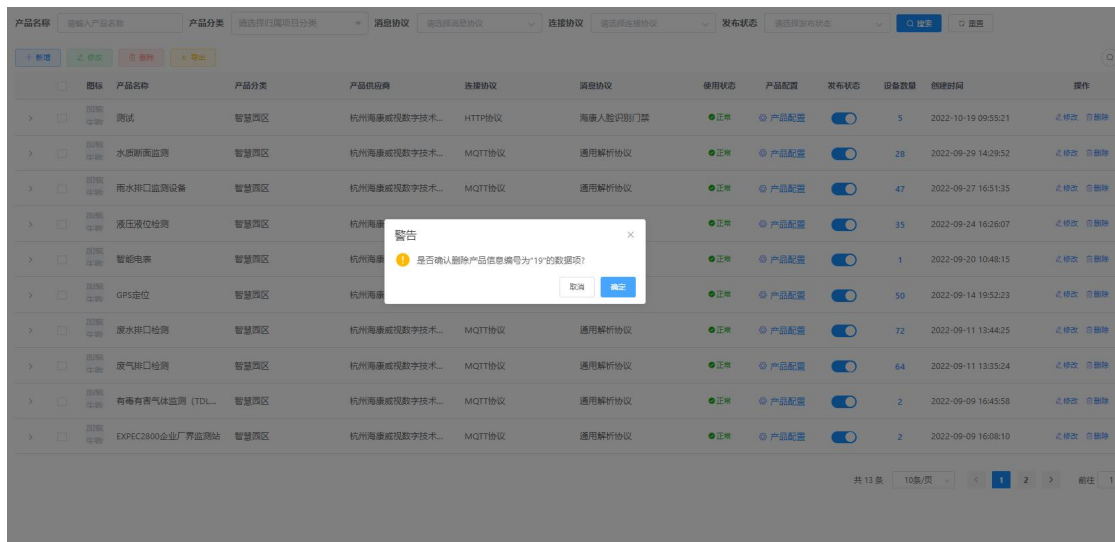 产品名称 请输入产品名称 产品分类 请选择归属项目分类 消息协议 请选择消息协议 连接协议 请选择连接协议 发布状态 请选择发布状态 搜索 重置
+ 新增 修改 删除 导出
图标 产品名称 产品分类 产品供应商 连接协议 消息协议 使用状态 产品配置 发布状态 设备数量 创建时间 操作
测试 智慧园区 杭州海康威视数字技术... HTTP协议 海康人脸识别门禁 正常 产品配置 5 2022-10-19 09:55:21 修改 删除
水质断面监测 智慧园区 杭州海康威视数字技术... MQTT协议 通用解析协议 正常 产品配置 28 2022-09-29 14:29:52 修改 删除
雨水排口监测设备 智慧园区 杭州海康威视数字技术... MQTT协议 通用解析协议 正常 产品配置 47 2022-09-27 16:51:35 修改 删除
液压液位检测 智慧园区 杭州海康 正常 产品配置 35 2022-09-24 16:26:07 修改 删除
智能电表 智慧园区 杭州海康 正常 产品配置 1 2022-09-20 10:48:15 修改 删除
GPS定位 智慧园区 杭州海康 正常 产品配置 50 2022-09-14 19:52:23 修改 删除
警告
是否确认删除产品信息编号为"19"的数据项?
取消 确定
废水排口检测 智慧园区 杭州海康威视数字技术... MQTT协议 通用解析协议 正常 产品配置 72 2022-09-11 13:44:25 修改 删除
废气排口检测 智慧园区 杭州海康威视数字技术... MQTT协议 通用解析协议 正常 产品配置 64 2022-09-11 13:35:24 修改 删除
有毒有害气体监测（TDL... 智慧园区 杭州海康威视数字技术... MQTT协议 通用解析协议 正常 产品配置 2 2022-09-09 16:45:58 修改 删除
EXPEC2800企业厂界监测站 智慧园区 杭州海康威视数字技术... MQTT协议 通用解析协议 正常 产品配置 2 2022-09-09 16:08:10 修改 删除
共 13 条 10条/页 < 1 2 > 前往 1